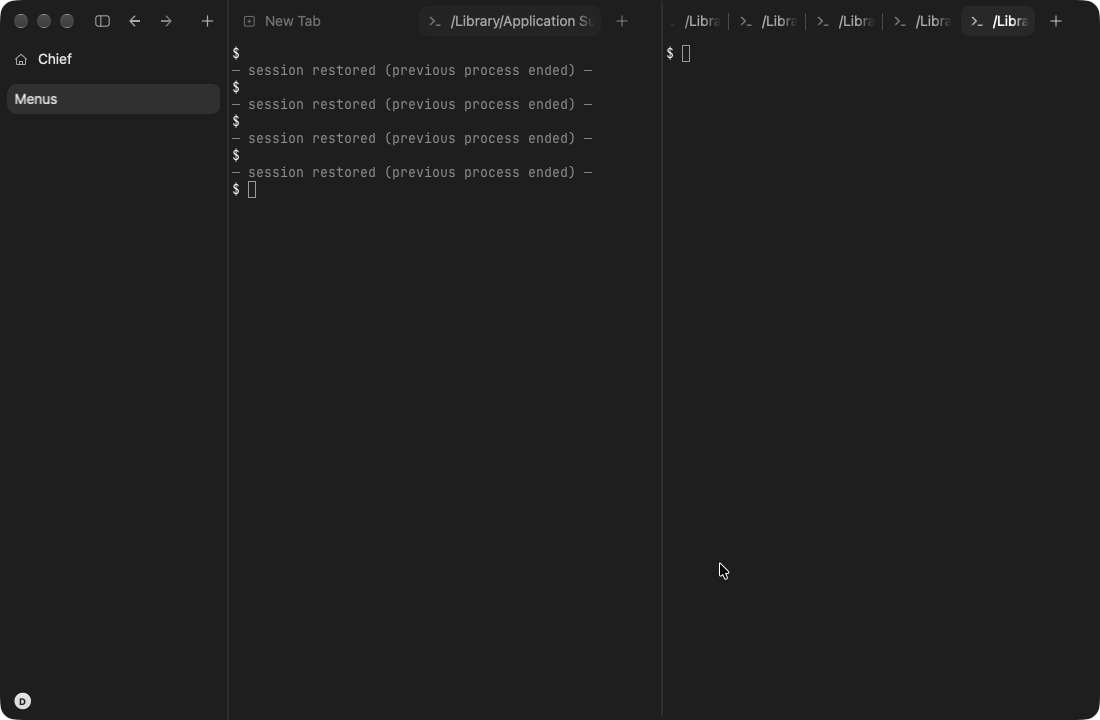 New Tab
/Library/Application Su
/Libra
/Libra
/Libra
/Libra
/Libra
Chief
Menus
$
— session restored (previous process ended) —
$
— session restored (previous process ended) —
$
— session restored (previous process ended) —
$
— session restored (previous process ended) —
$
$
D